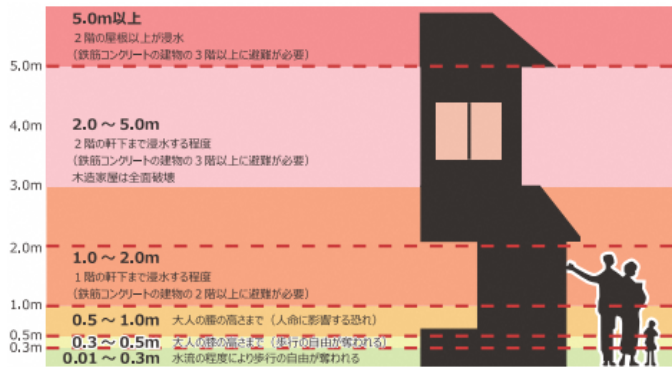 5.0m以上
2階の屋根以上が浸水
（鉄筋コンクリートの建物の3階以上に避難が必要）
5.0m
4.0m
2.0 ～ 5.0m
2階の軒下まで浸水する程度
（鉄筋コンクリートの建物の3階以上に避難が必要）
木造家屋は全面破壊
3.0m
2.0m
1.0 ～ 2.0m
1階の軒下まで浸水する程度
（鉄筋コンクリートの建物の2階以上に避難が必要）
1.0m
0.5 ～ 1.0m 大人の腰の高さまで（人命に影響する恐れ）
0.5m
0.3 ～ 0.5m 大人の膝の高さまで（歩行の自由が奪われる）
0.3m
0.01 ～ 0.3m 水流の程度により歩行の自由が奪われる